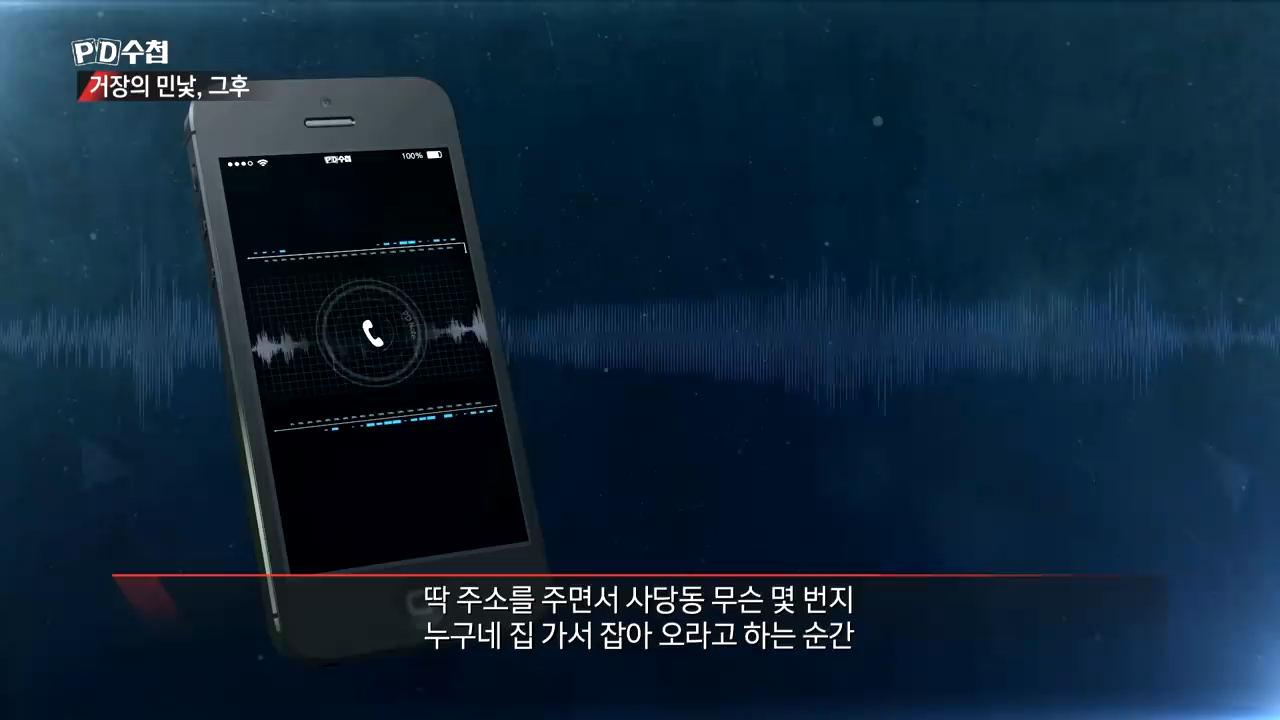 PD수첩
거장의 민낯, 그후
PD수첩
100%
딱 주소를 주면서 사당동 무슨 몇 번지
누구네 집 가서 잡아 오라고 하는 순간